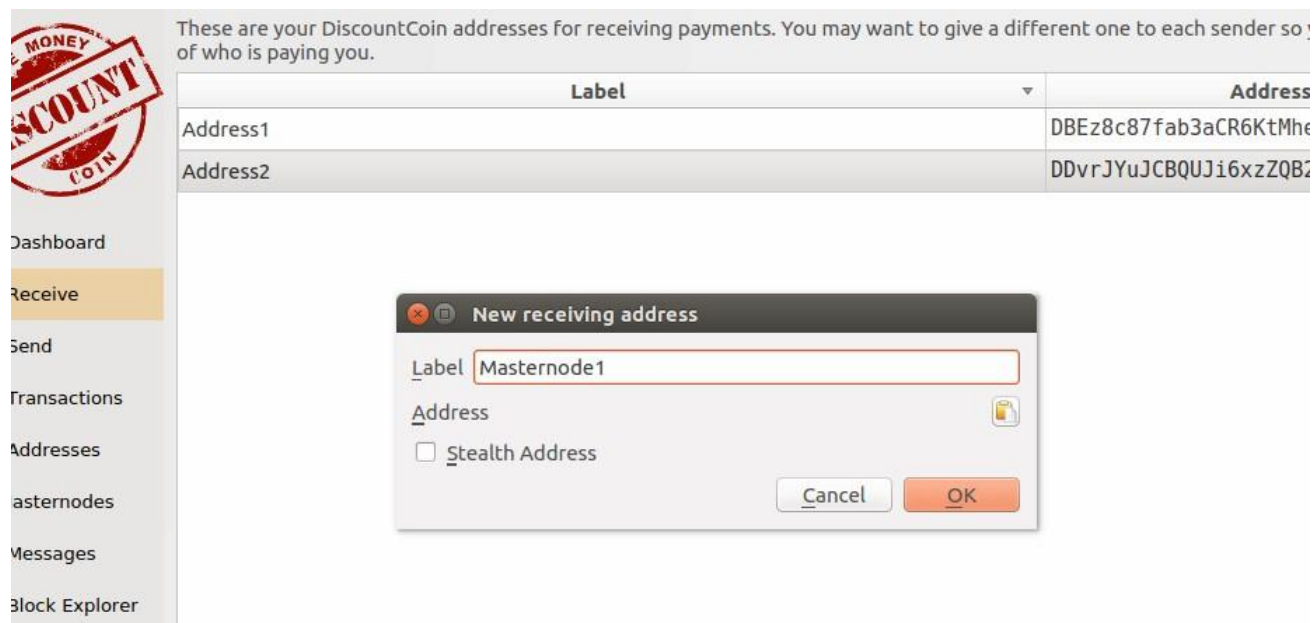 MONEY
DISCOUNT
COIN
These are your DiscountCoin addresses for receiving payments. You may want to give a different one to each sender so
of who is paying you.
Label Address
Address1 DBEz8c87fab3aCR6KtMhe
Address2 DDvrJYuJCBQUJi6xzZQB2
Dashboard
Receive
Send
Transactions
Addresses
asternodes
Messages
Block Explorer
New receiving address
Label Masternode1
Address
Stealth Address
Cancel OK